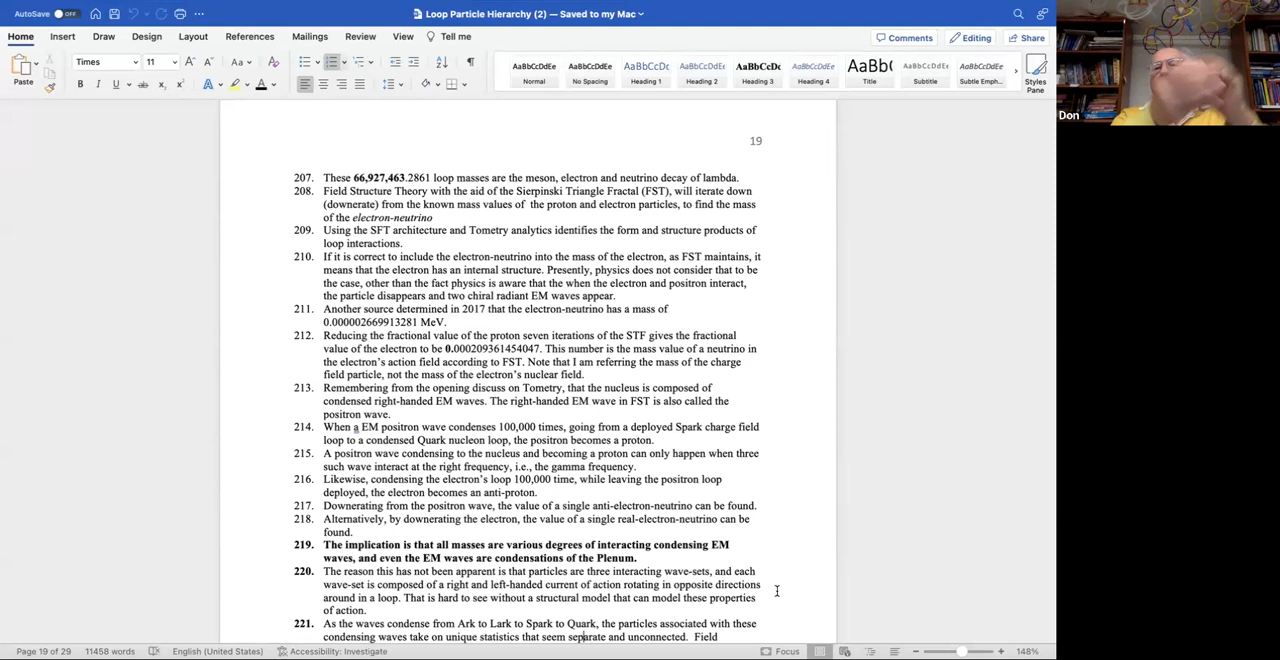 AutoSave OFF
Loop Particle Hierarchy (2) — Saved to my Mac
Home Insert Draw Design Layout References Mailings Review View Tell me
Comments Editing Share
Paste
Times 11
Aa
B I U ab x₂ x²
AaBbCcDdEe AaBbCcDdEe AaBbCcDc AaBbCcDdEe AaBbCcDc AaBbCcDdEe AaBb( AaBbCcDdEe AaBbCcDdEe
Normal No Spacing Heading 1 Heading 2 Heading 3 Heading 4 Title Subtitle Subtle Emph...
Styles
Pane
Don
19
207. These 66,927,463.2861 loop masses are the meson, electron and neutrino decay of lambda.
208. Field Structure Theory with the aid of the Sierpinski Triangle Fractal (FST), will iterate down
(downerate) from the known mass values of the proton and electron particles, to find the mass
of the electron-neutrino
209. Using the SFT architecture and Tometry analytics identifies the form and structure products of
loop interactions.
210. If it is correct to include the electron-neutrino into the mass of the electron, as FST maintains, it
means that the electron has an internal structure. Presently, physics does not consider that to be
the case, other than the fact physics is aware that the when the electron and positron interact,
the particle disappears and two chiral radiant EM waves appear.
211. Another source determined in 2017 that the electron-neutrino has a mass of
0.000002669913281 MeV.
212. Reducing the fractional value of the proton seven iterations of the STF gives the fractional
value of the electron to be 0.000209361454047. This number is the mass value of a neutrino in
the electron's action field according to FST. Note that I am referring the mass of the charge
field particle, not the mass of the electron's nuclear field.
213. Remembering from the opening discuss on Tometry, that the nucleus is composed of
condensed right-handed EM waves. The right-handed EM wave in FST is also called the
positron wave.
214. When a EM positron wave condenses 100,000 times, going from a deployed Spark charge field
loop to a condensed Quark nucleon loop, the positron becomes a proton.
215. A positron wave condensing to the nucleus and becoming a proton can only happen when three
such wave interact at the right frequency, i.e., the gamma frequency.
216. Likewise, condensing the electron's loop 100,000 time, while leaving the positron loop
deployed, the electron becomes an anti-proton.
217. Downerating from the positron wave, the value of a single anti-electron-neutrino can be found.
218. Alternatively, by downerating the electron, the value of a single real-electron-neutrino can be
found.
219. The implication is that all masses are various degrees of interacting condensing EM
waves, and even the EM waves are condensations of the Plenum.
220. The reason this has not been apparent is that particles are three interacting wave-sets, and each
wave-set is composed of a right and left-handed current of action rotating in opposite directions
around in a loop. That is hard to see without a structural model that can model these properties
of action.
221. As the waves condense from Ark to Lark to Spark to Quark, the particles associated with these
condensing waves take on unique statistics that seem separate and unconnected. Field
Page 19 of 29 11458 words English (United States) Accessibility: Investigate Focus 148%